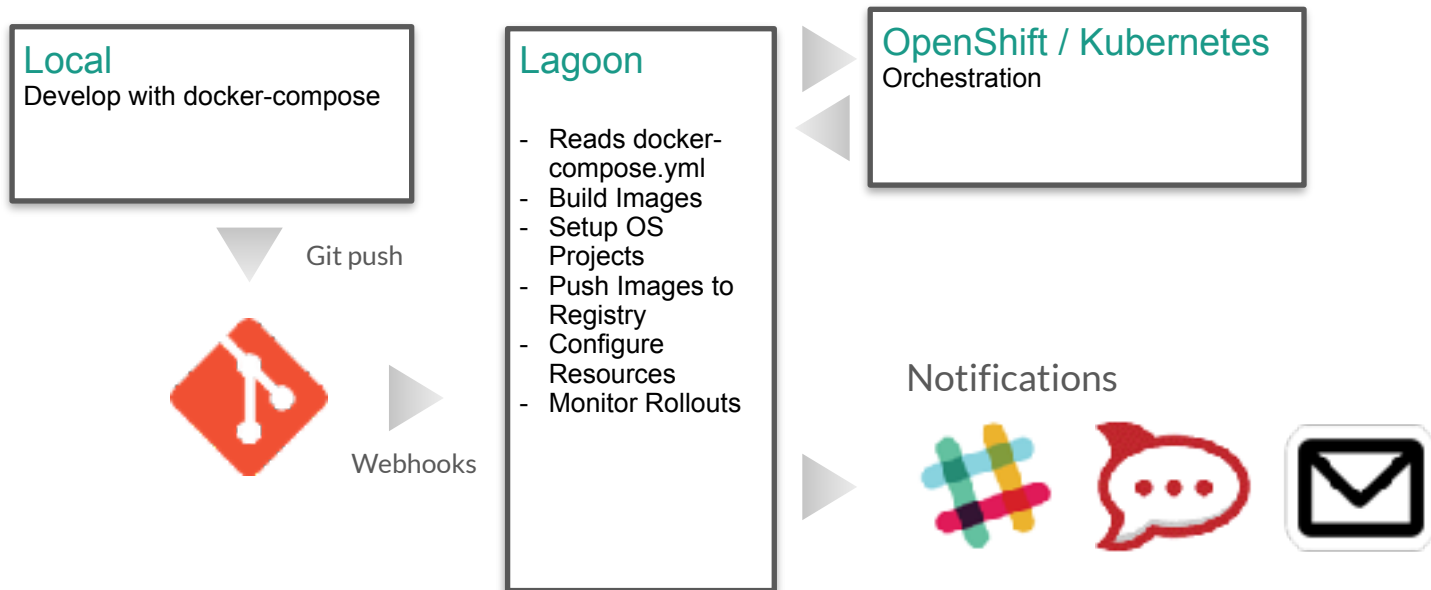 Local
Develop with docker-compose
Git push
Webhooks
Lagoon
- Reads docker-
compose.yml
- Build Images
- Setup OS
Projects
- Push Images to
Registry
- Configure
Resources
- Monitor Rollouts
OpenShift / Kubernetes
Orchestration
Notifications